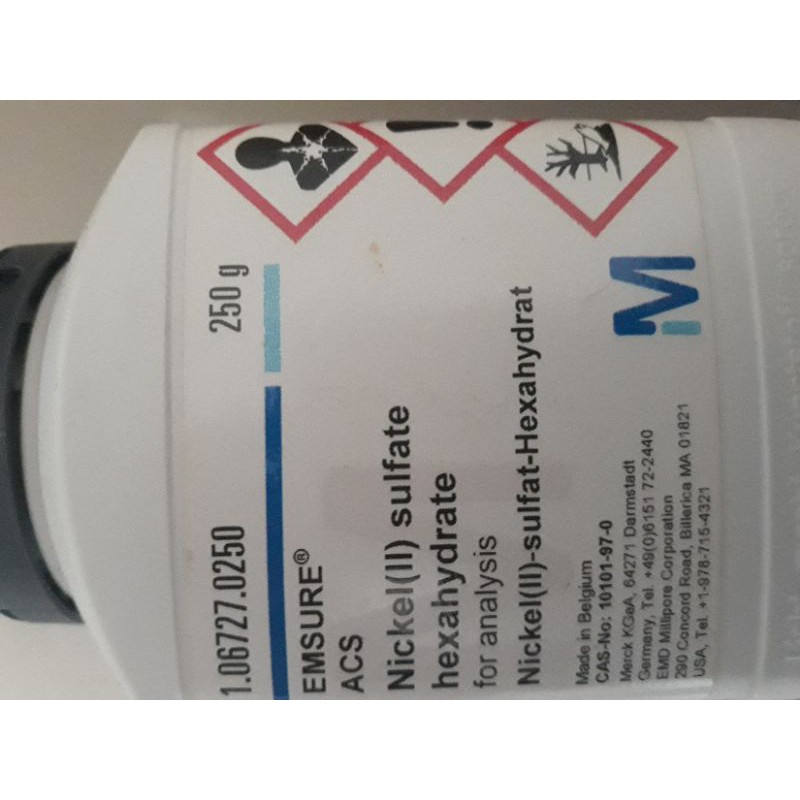 1.06727.0250 250 g
EMSURE®
ACS
Nickel(II) sulfate
hexahydrate
for analysis
Nickel(II)-sulfat-Hexahydrat
Made in Belgium
CAS-No: 10101-97-0
Merck KGaA, 64271 Darmstadt
Germany, Tel. +49(0)6151 72-2440
EMD Millipore Corporation
290 Concord Road, Billerica MA 01821
USA, Tel. +1-978-715-4321
M